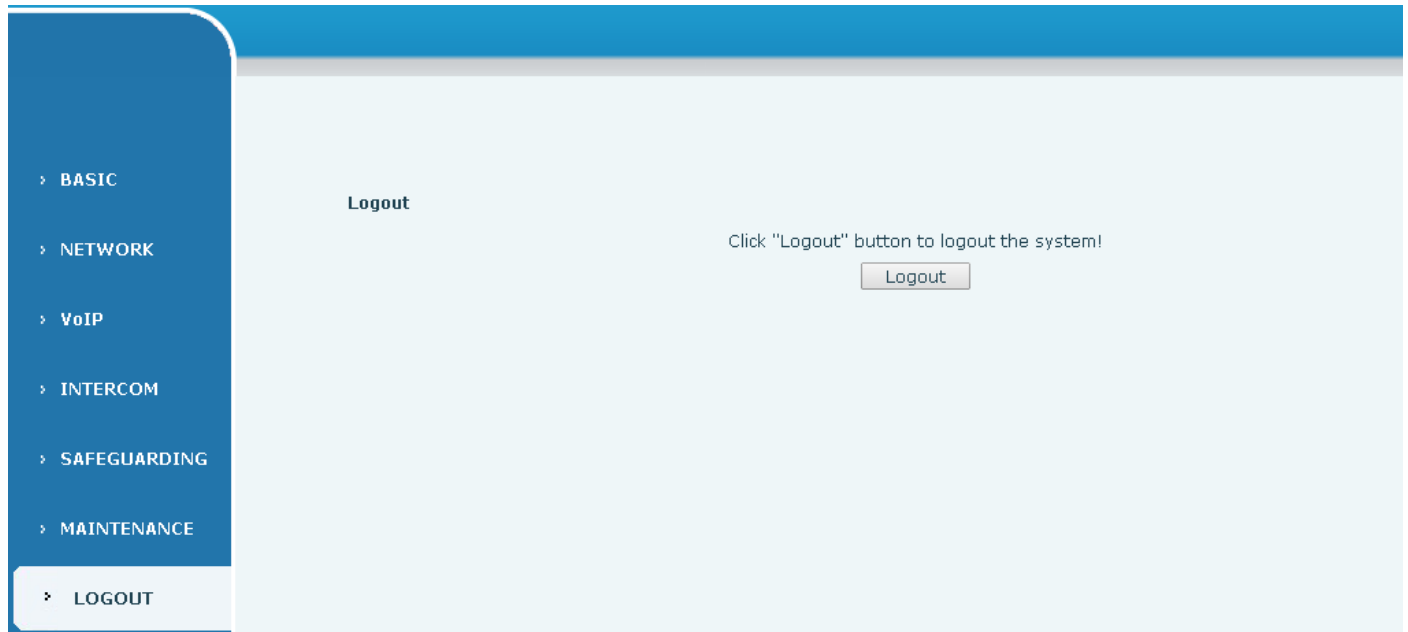 BASIC
NETWORK
VoIP
INTERCOM
SAFEGUARDING
MAINTENANCE
LOGOUT
Logout
Click "Logout" button to logout the system!
Logout